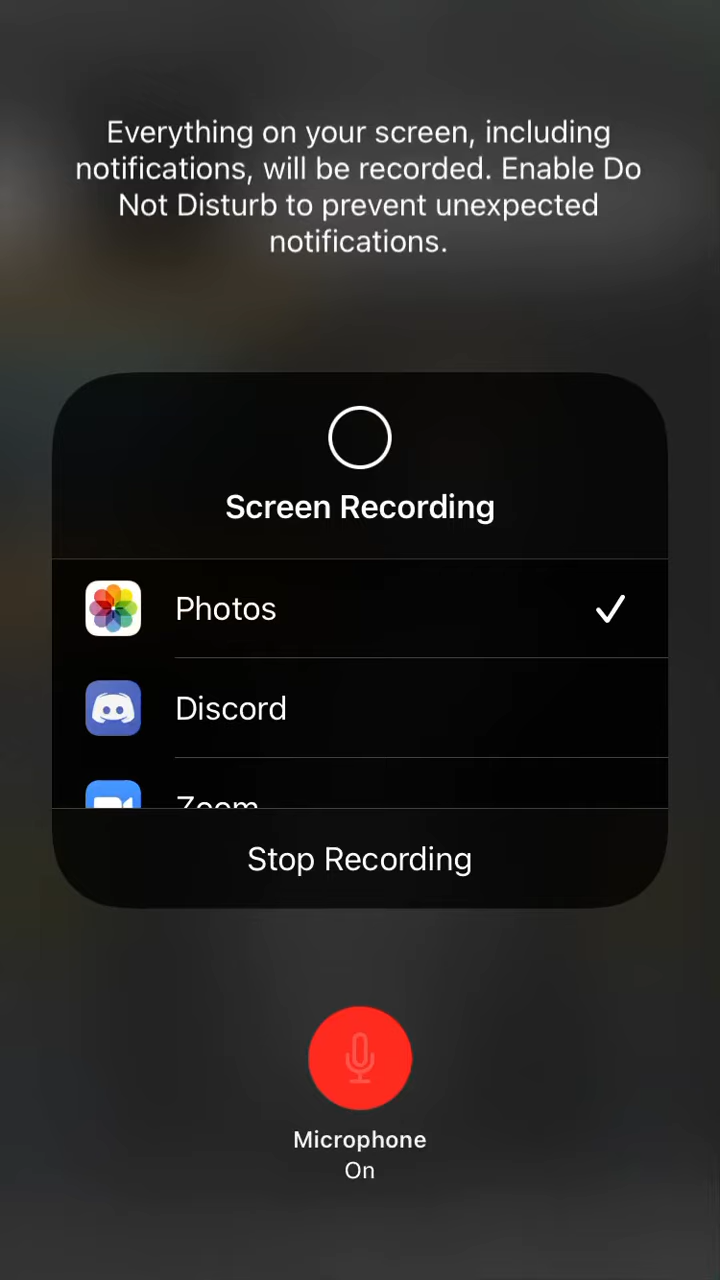 Everything on your screen, including
notifications, will be recorded. Enable Do
Not Disturb to prevent unexpected
notifications.
Screen Recording
Photos
Discord
Zoom
Stop Recording
Microphone
On